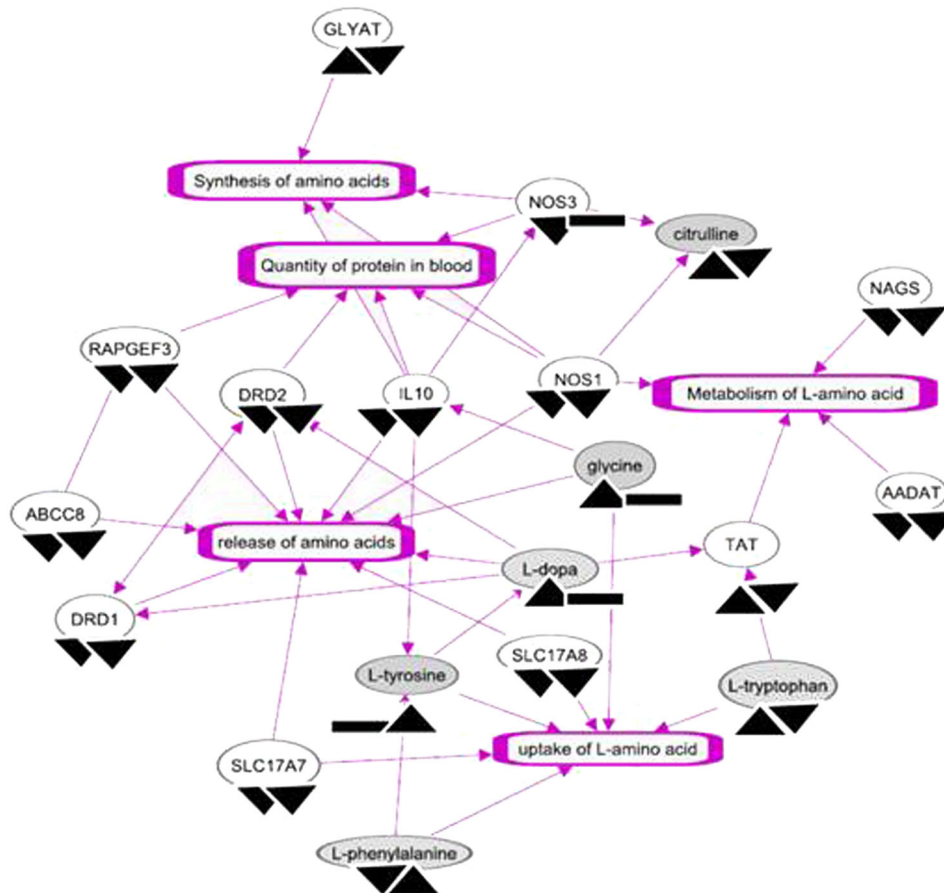 GLYAT
Synthesis of amino acids
NOS3
citrulline
Quantity of protein in blood
NAGS
RAPGEF3
DRD2
IL10
NOS1
Metabolism of L-amino acid
glycine
AADAT
ABCC8
release of amino acids
TAT
L-dopa
DRD1
SLC17A8
L-tyrosine
L-tryptophan
uptake of L-amino acid
SLC17A7
L-phenylalanine